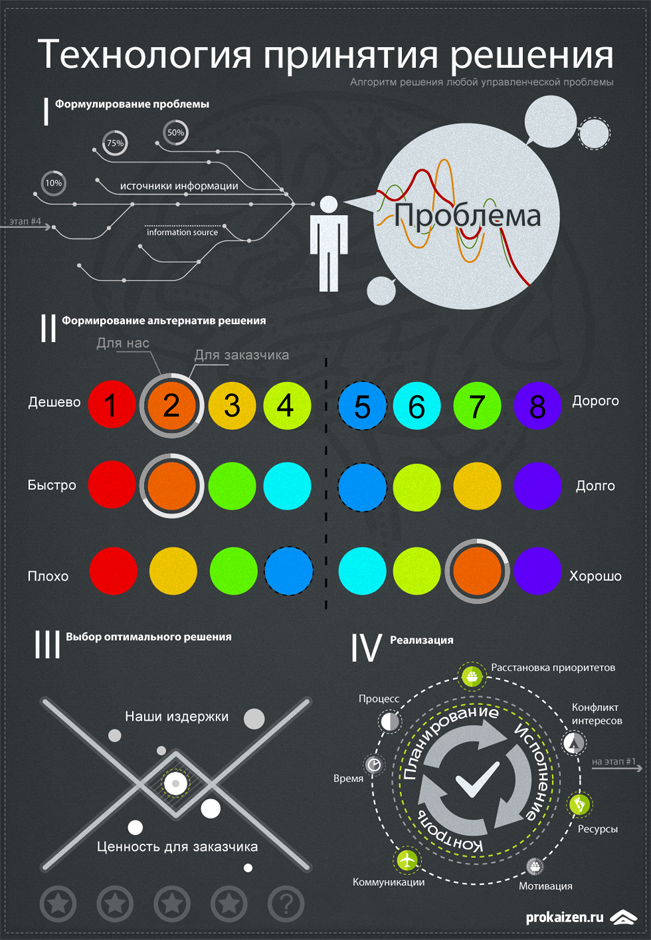 Технология принятия решения
Алгоритм решения любой управленческой проблемы
I Формулирование проблемы
50%
75%
10%
источники информации
этап #4
information source
Проблема
II Формирование альтернатив решения
Для нас
Для заказчика
Дешево 1 2 3 4 5 6 7 8 Дорого
Быстро Долго
Плохо Хорошо
III Выбор оптимального решения
Наши издержки
Ценность для заказчика
?
IV Реализация
Расстановка приоритетов
Процесс
Конфликт
интересов
Планирование
Исполнение
Контроль
на этап #1
Время
Ресурсы
Коммуникации
Мотивация
prokaizen.ru